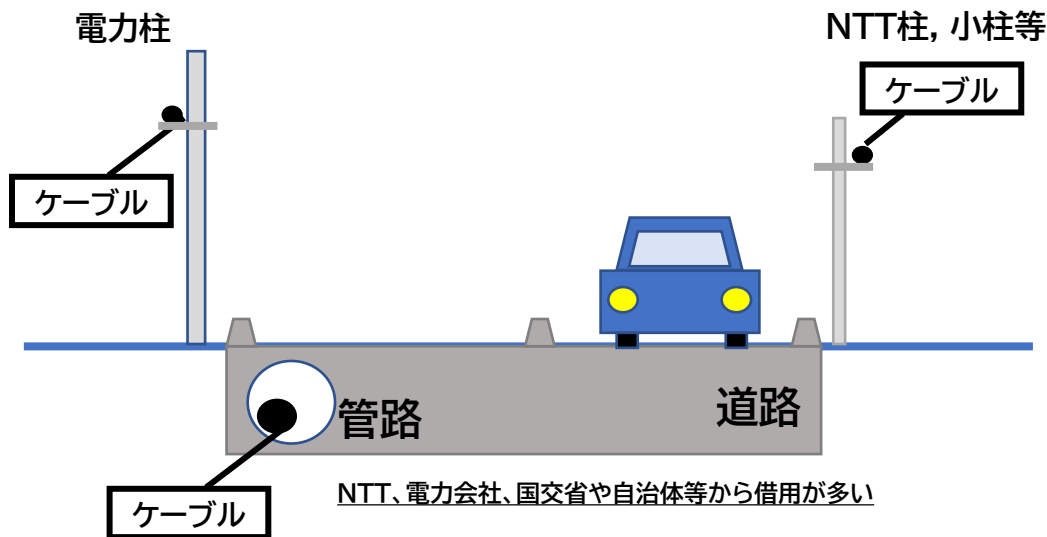 電力柱
NTT柱, 小柱等
ケーブル
ケーブル
管路
道路
ケーブル
NTT、電力会社、国交省や自治体等から借用が多い